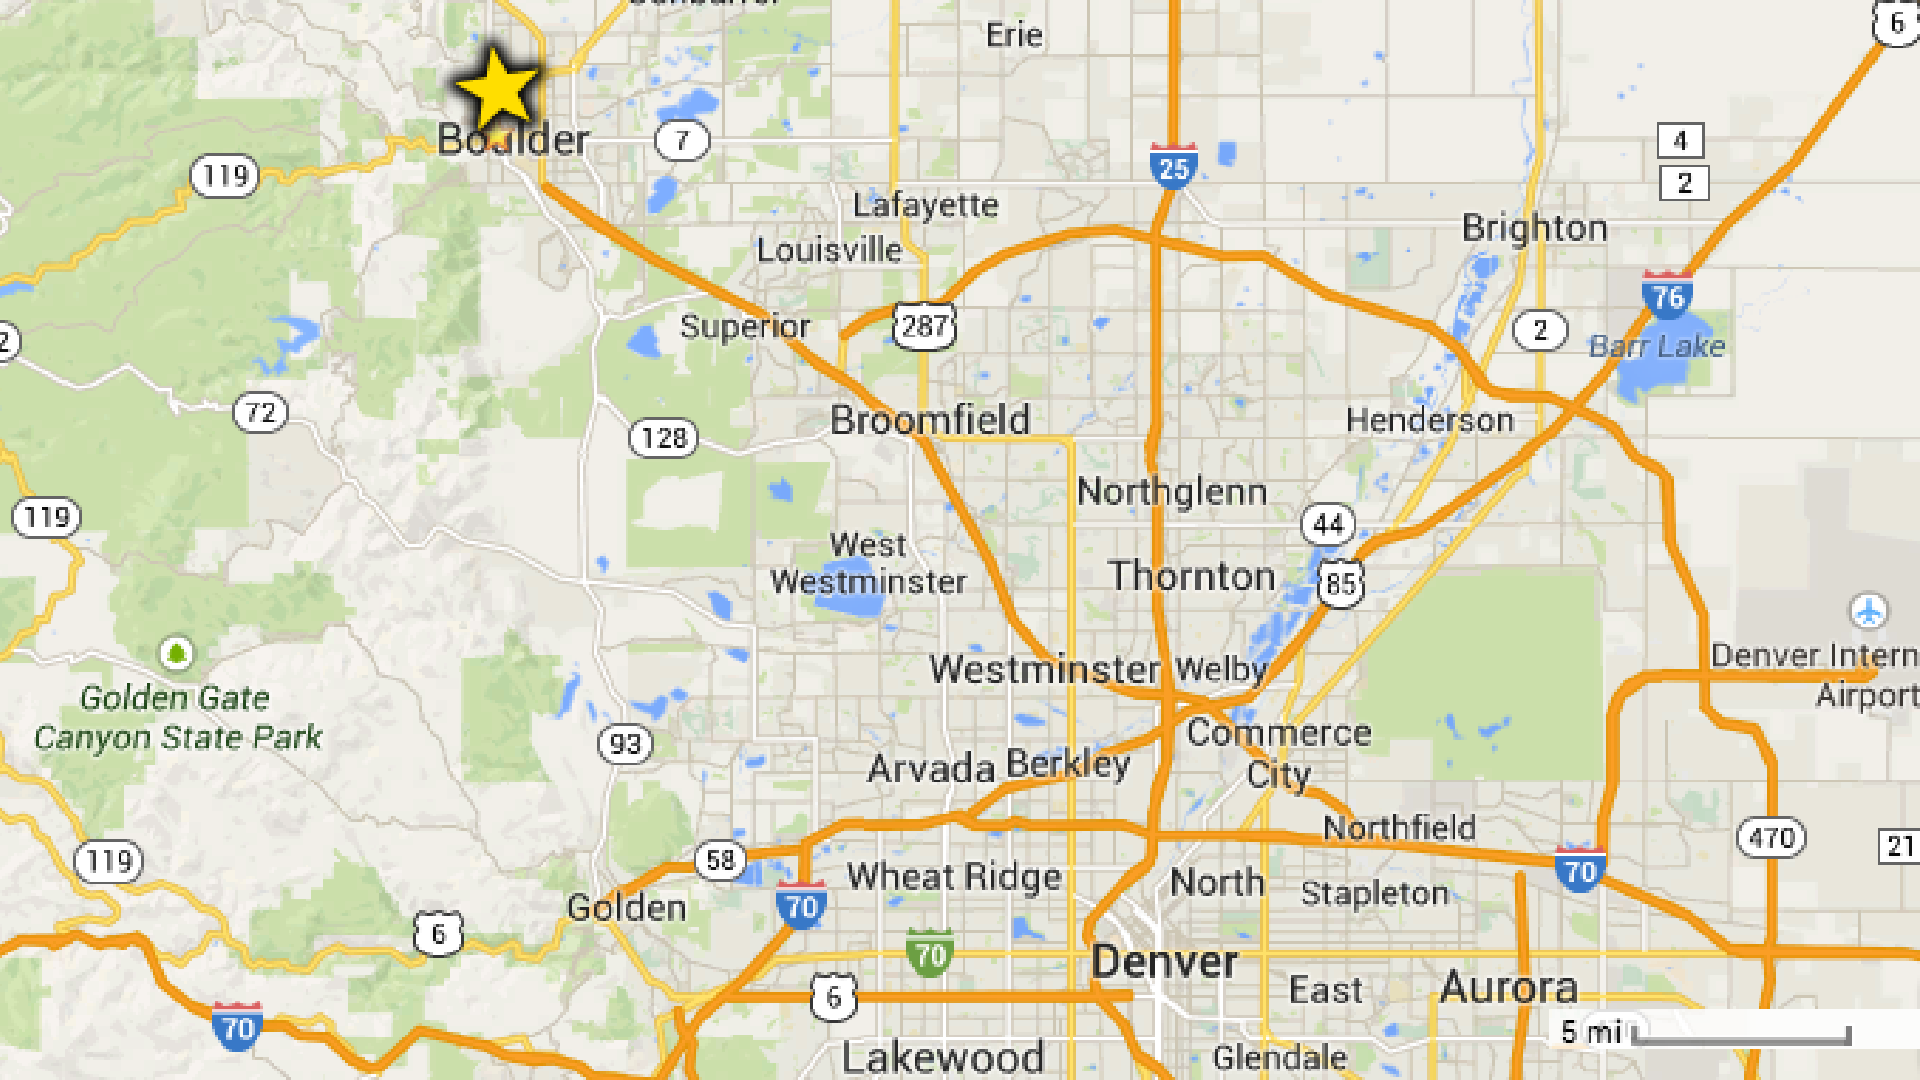 Erie
6
Boulder
7
4
119
25
2
Lafayette
Brighton
Louisville
76
287
Superior
2
Barr Lake
2
72
Broomfield
Henderson
128
Northglenn
119
44
West
Westminster
Thornton
85
Denver Intern
Airport
Westminster
Welby
Golden Gate
Canyon State Park
93
Commerce
City
Arvada
Berkley
Northfield
470
21
119
58
70
Wheat Ridge
North
Stapleton
70
Golden
6
70
Denver
East
Aurora
6
70
5 mi
Lakewood
Glendale